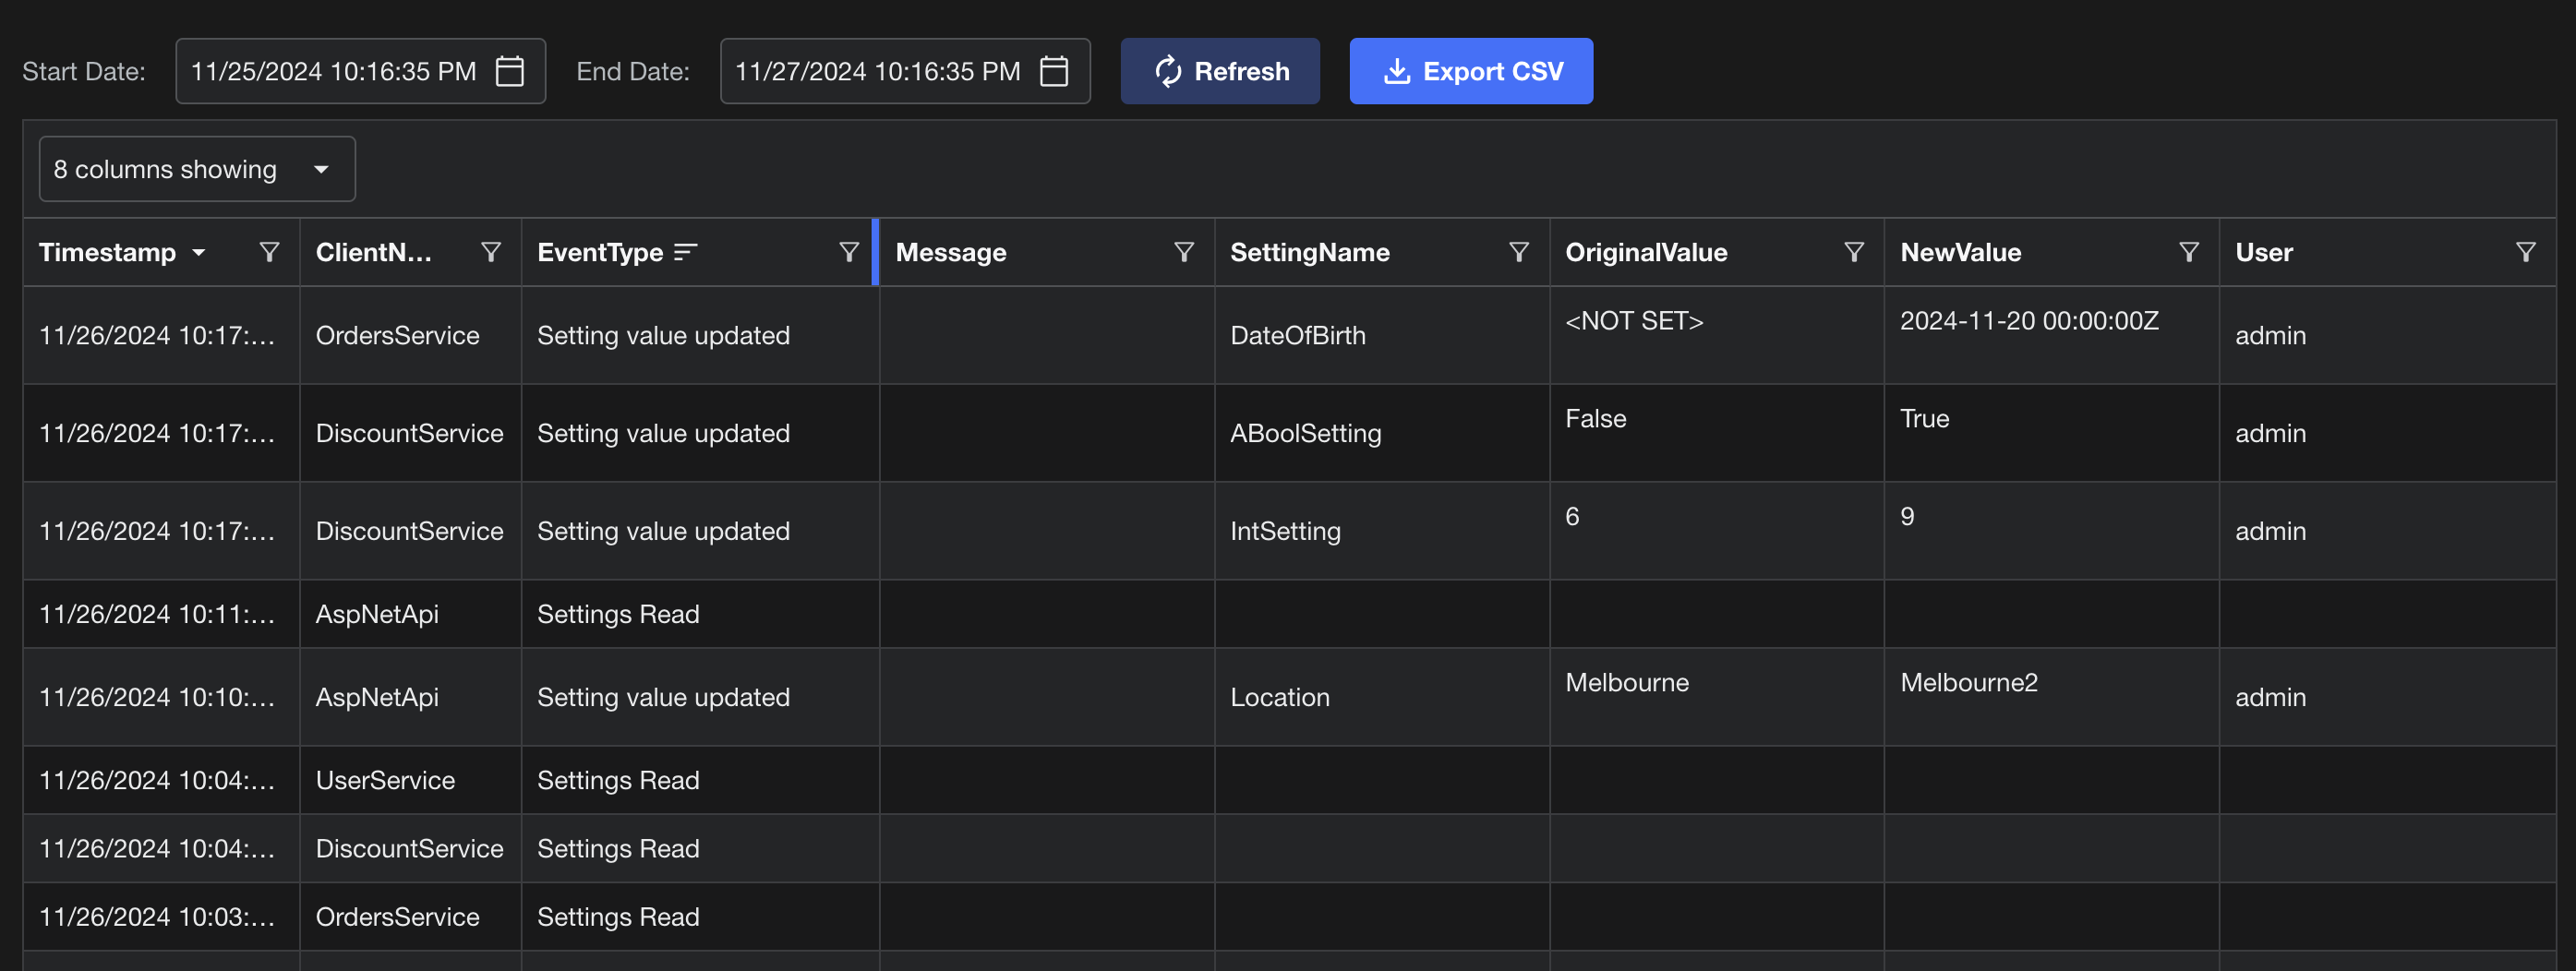 Start Date: 11/25/2024 10:16:35 PM End Date: 11/27/2024 10:16:35 PM Refresh Export CSV
8 columns showing
Timestamp ClientN... EventType Message SettingName OriginalValue NewValue User
11/26/2024 10:17:... OrdersService Setting value updated DateOfBirth <NOT SET> 2024-11-20 00:00:00Z admin
11/26/2024 10:17:... DiscountService Setting value updated ABoolSetting False True admin
11/26/2024 10:17:... DiscountService Setting value updated IntSetting 6 9 admin
11/26/2024 10:11:... AspNetApi Settings Read
11/26/2024 10:10:... AspNetApi Setting value updated Location Melbourne Melbourne2 admin
11/26/2024 10:04:... UserService Settings Read
11/26/2024 10:04:... DiscountService Settings Read
11/26/2024 10:03:... OrdersService Settings Read